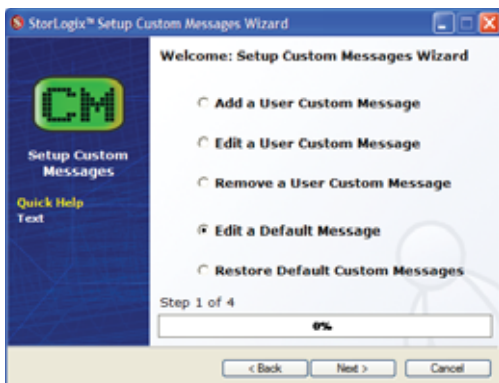 StorLogix™ Setup Custom Messages Wizard
CM
Setup Custom
Messages
Quick Help
Text
Welcome: Setup Custom Messages Wizard
Add a User Custom Message
Edit a User Custom Message
Remove a User Custom Message
Edit a Default Message
Restore Default Custom Messages
Step 1 of 4
0%
< Back
Next >
Cancel